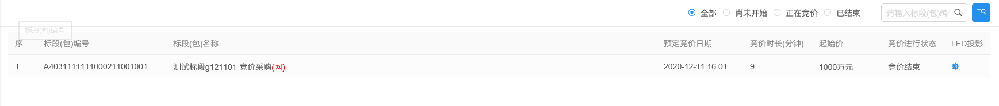 全部 尚未开始 正在竞价 已结束 请输入标段(包)编
标段(包)编号
序 标段(包)编号 标段(包)名称 预定竞价日期 竞价时长(分钟) 起始价 竞价进行状态 LED投影
1 A4031111111000211001001 测试标段g121101-竞价采购(网) 2020-12-11 16:01 9 1000万元 竞价结束